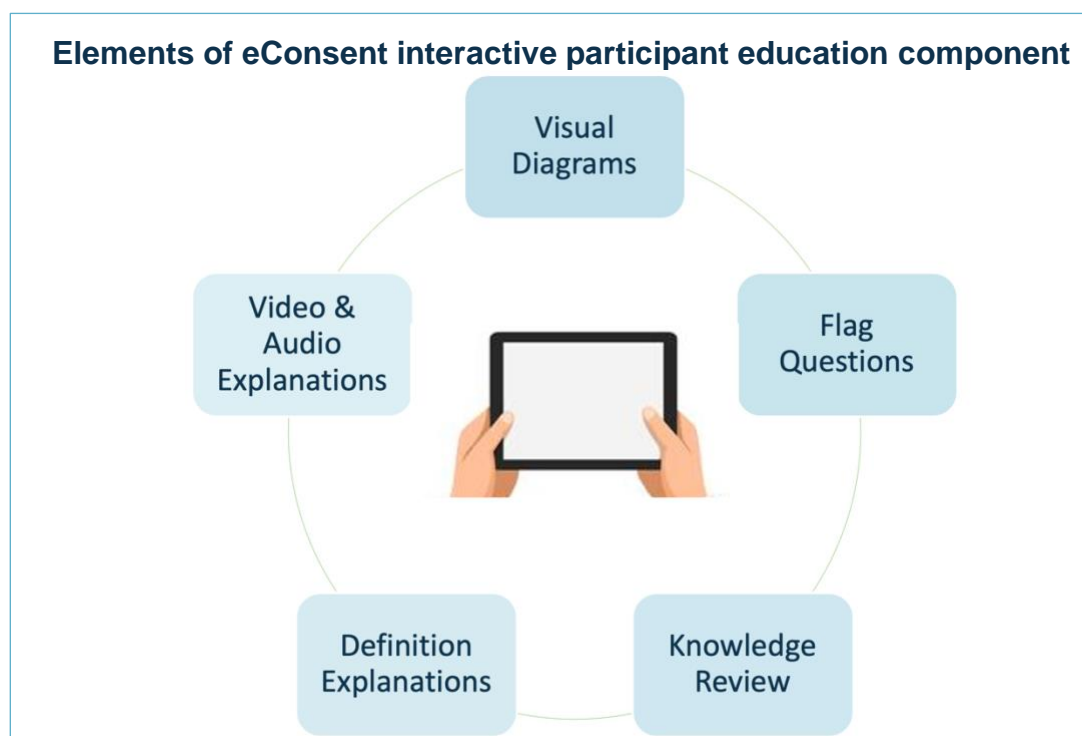 Elements of eConsent interactive participant education component
Visual
Diagrams
Flag
Questions
Knowledge
Review
Definition
Explanations
Video &
Audio
Explanations